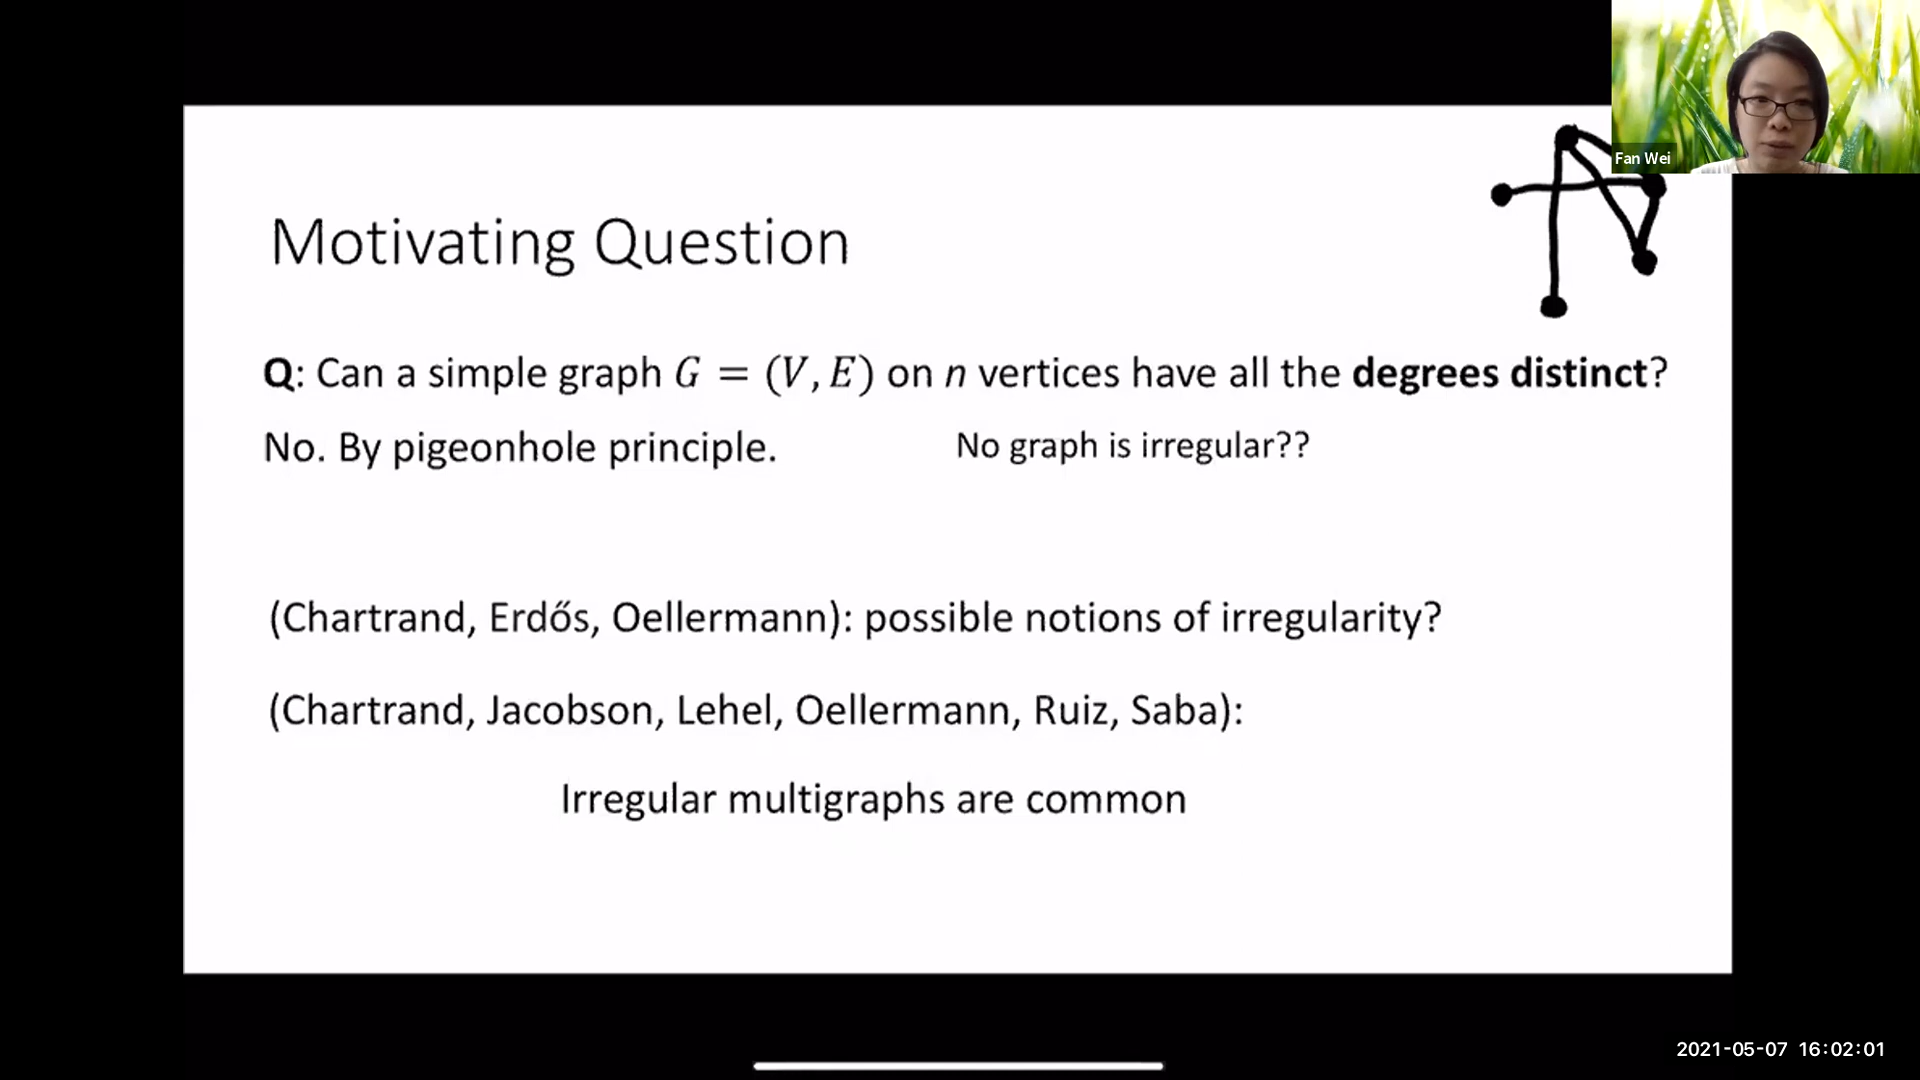 Fan Wei
Motivating Question
Q: Can a simple graph G = (V, E) on n vertices have all the degrees distinct?
No. By pigeonhole principle.
No graph is irregular??
(Chartrand, Erdős, Oellermann): possible notions of irregularity?
(Chartrand, Jacobson, Lehel, Oellermann, Ruiz, Saba):
Irregular multigraphs are common
2021-05-07 16:02:01